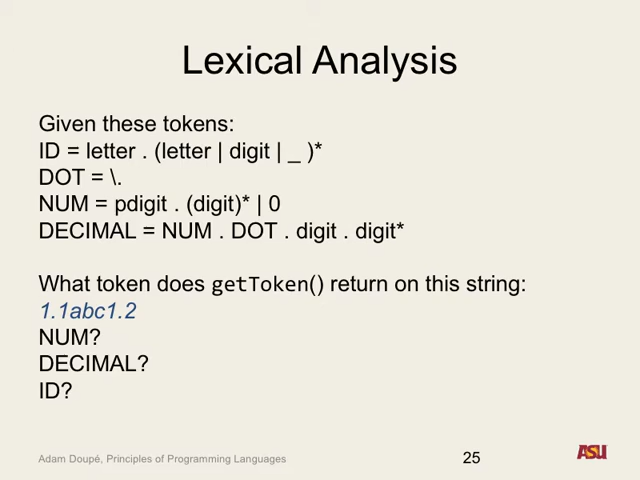 Lexical Analysis
Given these tokens:
ID = letter . (letter | digit | _ )*
DOT = \.
NUM = pdigit . (digit)* | 0
DECIMAL = NUM . DOT . digit . digit*
What token does getToken() return on this string:
1.1abc1.2
NUM?
DECIMAL?
ID?
Adam Doupé, Principles of Programming Languages
25
ASU